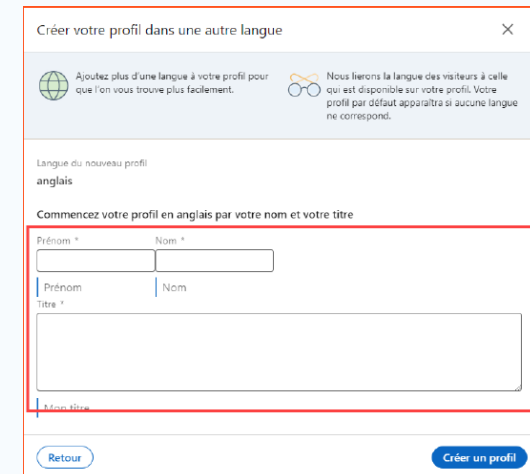 Créer votre profil dans une autre langue
Ajoutez plus d'une langue à votre profil pour
que l'on vous trouve plus facilement.
Nous lierons la langue des visiteurs à celle
qui est disponible sur votre profil. Votre
profil par défaut apparaîtra si aucune langue
ne correspond.
Langue du nouveau profil
anglais
Commencez votre profil en anglais par votre nom et votre titre
Prénom * Nom *
Prénom Nom
Titre *
Mon titre
Retour Créer un profil